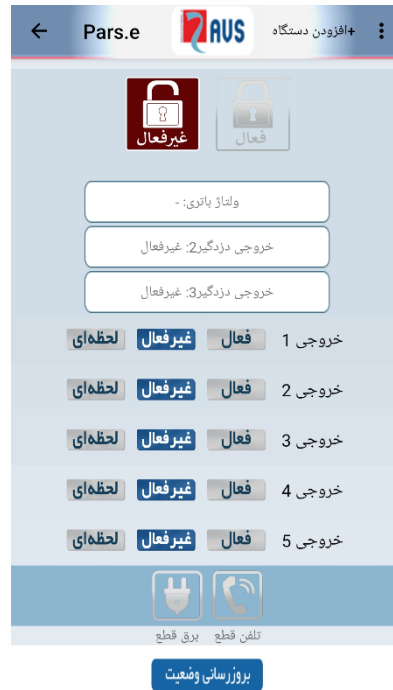 +افزودن دستگاه AVS Pars.e
فعال غیرفعال
ولتاژ باتری: -
خروجی دزدگیر2: غیرفعال
خروجی دزدگیر3: غیرفعال
خروجی 1 فعال غیرفعال لحظه‌ای
خروجی 2 فعال غیرفعال لحظه‌ای
خروجی 3 فعال غیرفعال لحظه‌ای
خروجی 4 فعال غیرفعال لحظه‌ای
خروجی 5 فعال غیرفعال لحظه‌ای
تلفن قطع برق قطع
بروزرسانی وضعیت